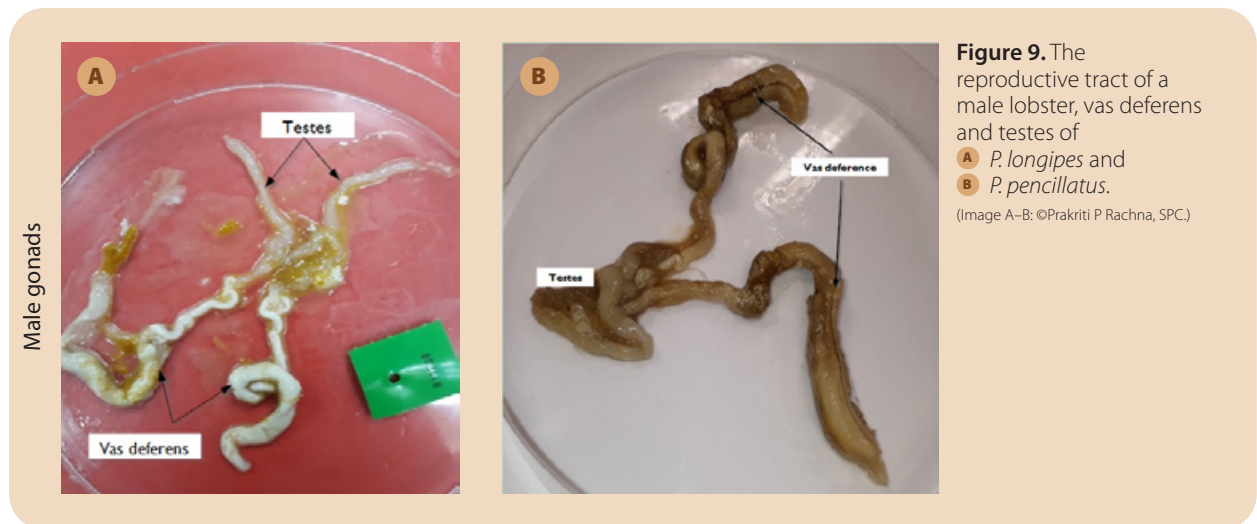 Male gonads
A
Testes
Vas deferens
B
Vas deference
Testes
Figure 9. The
reproductive tract of a
male lobster, vas deferens
and testes of
A P. longipes and
B P. pencillatus.
(Image A–B: ©Prakriti P Rachna, SPC.)